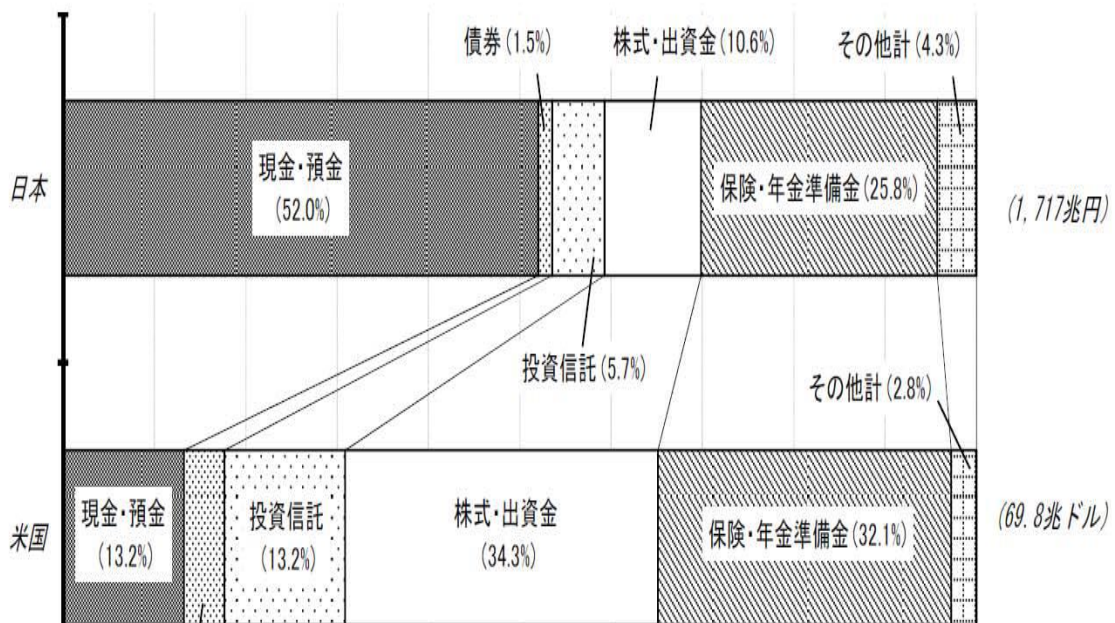 債券(1.5%)
株式・出資金(10.6%)
その他計(4.3%)
日本
現金・預金
(52.0%)
保険・年金準備金(25.8%)
(1,717兆円)
投資信託(5.7%)
その他計(2.8%)
米国
現金・預金
(13.2%)
投資信託
(13.2%)
株式・出資金
(34.3%)
保険・年金準備金(32.1%)
(69.8兆ドル)